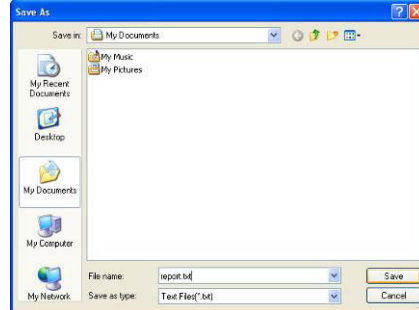 Save As
Save in: My Documents
My Music
My Pictures
My Recent
Documents
Desktop
My Documents
My Computer
My Network
File name: report.txt Save
Save as type: Text Files(*.txt) Cancel